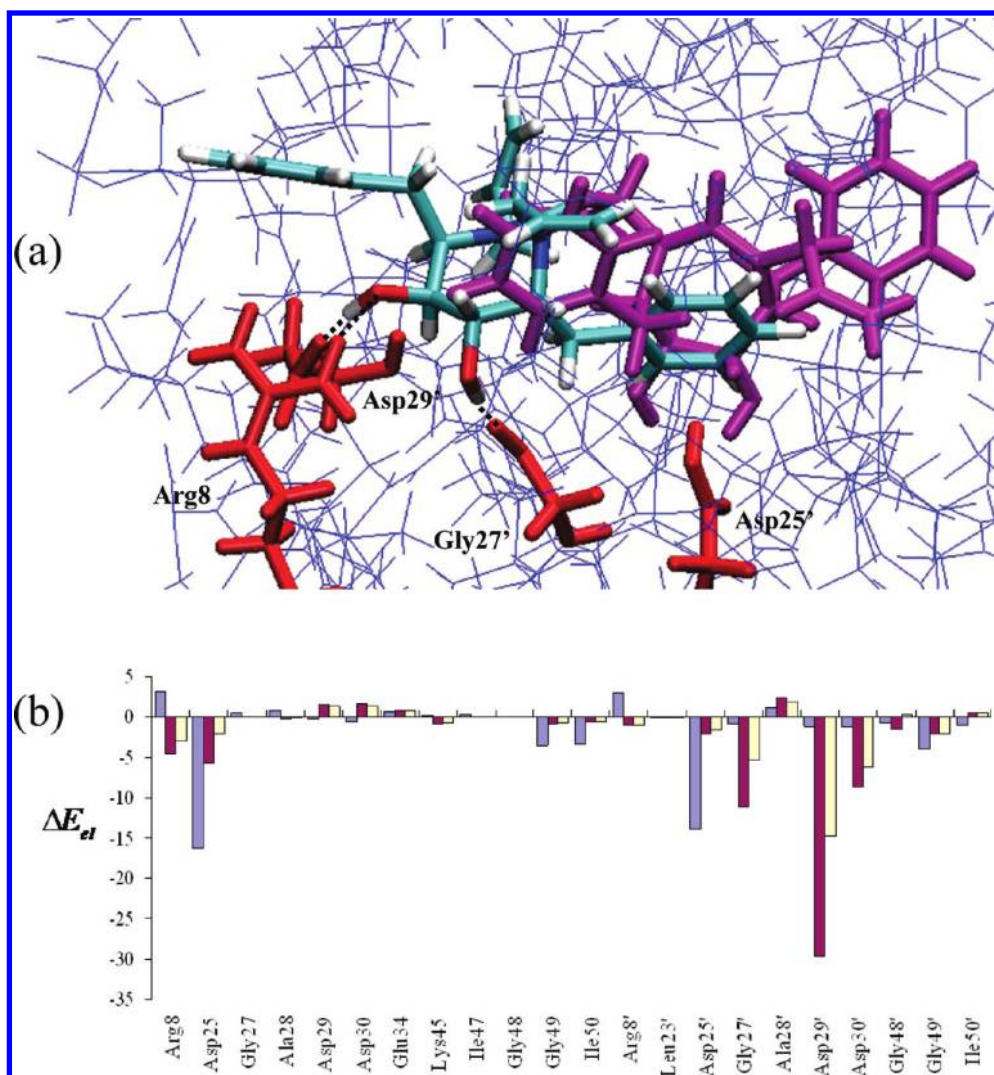 (a)
Asp29’
Arg8
Gly27’
Asp25’
(b)
5
0
-5
-10
-15
-20
-25
-30
-35
ΔE_el
Arg8
Asp25
Gly27
Ala28
Asp29
Asp30
Glu34
Lys45
Ile47
Gly48
Gly49
Ile50
Arg8'
Leu23'
Asp25'
Gly27'
Ala28'
Asp29'
Asp30'
Gly48'
Gly49'
Ile50'